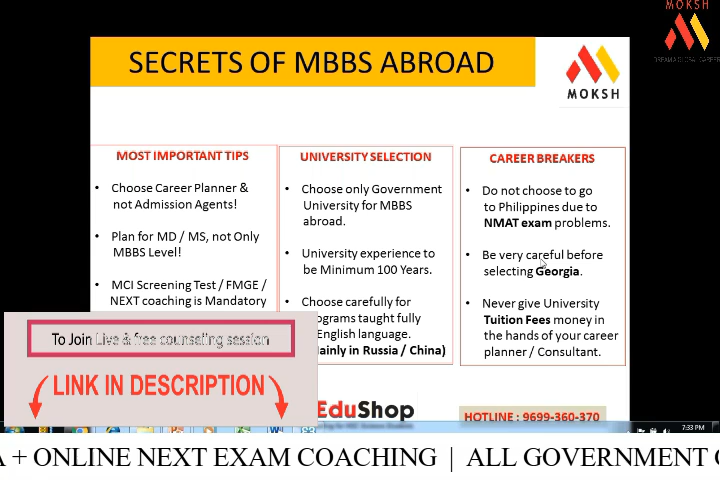 MOKSH
SECRETS OF MBBS ABROAD
MOKSH
MOST IMPORTANT TIPS
• Choose Career Planner &
not Admission Agents!
• Plan for MD / MS, not Only
MBBS Level!
• MCI Screening Test / FMGE /
NEXT coaching is Mandatory
UNIVERSITY SELECTION
• Choose only Government
University for MBBS
abroad.
• University experience to
be Minimum 100 Years.
• Choose carefully for
ograms taught fully
English language.
ainly in Russia / China)
CAREER BREAKERS
• Do not choose to go
to Philippines due to
NMAT exam problems.
• Be very careful before
selecting Georgia.
• Never give University
Tuition Fees money in
the hands of your career
planner / Consultant.
To Join Live & free counseling session
LINK IN DESCRIPTION
EduShop
HOTLINE : 9699-360-370
7:33 PM
A + ONLINE NEXT EXAM COACHING | ALL GOVERNMENT